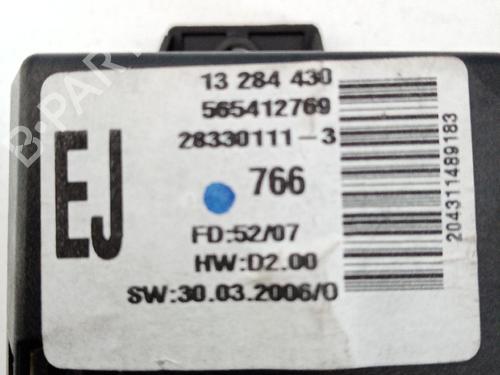 13 284 430
565412769
28330111-3
EJ
766
FD:52/07
HW:D2.00
SW:30.03.2006/0
204311489183
B-PARTS